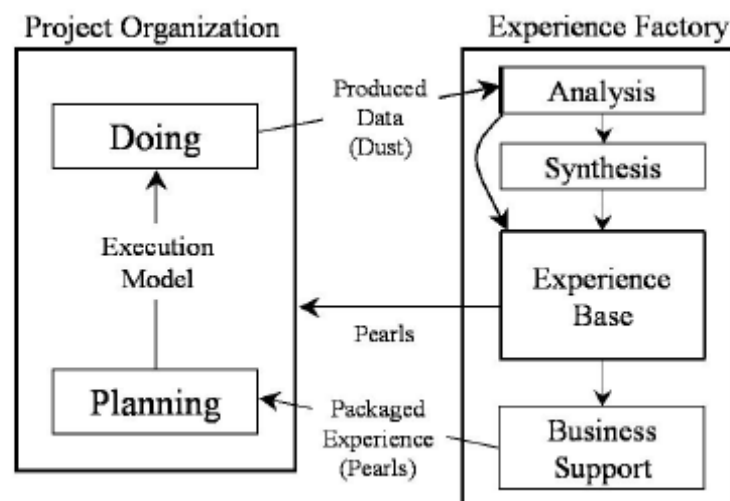 Project Organization
Experience Factory
Doing
Produced
Data
(Dust)
Analysis
Synthesis
Execution
Model
Experience
Base
Pearls
Planning
Packaged
Experience
(Pearls)
Business
Support